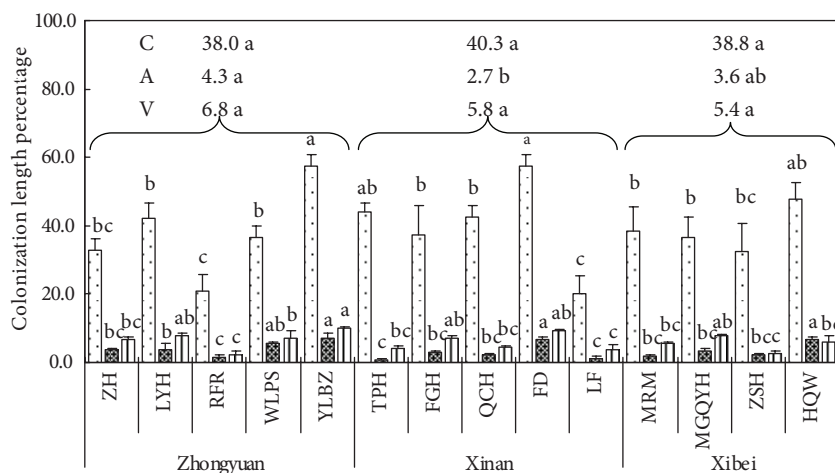 100.0
C 38.0 a 40.3 a 38.8 a
80.0
A 4.3 a 2.7 b 3.6 ab
V 6.8 a 5.8 a 5.4 a
60.0
40.0
20.0
0.0
Colonization length percentage
bc bc bc
b b ab
c c c
b ab b
a a a
ab c bc
b bc ab
b bc bc
a a ab
c c c
b bc bc
b bc ab
bc bc c
ab a bc
ZH LYH RFR WLPS YLBZ TPH FGH QCH FD LF MRM MGQYH ZSH HQW
Zhongyuan Xinan Xibei